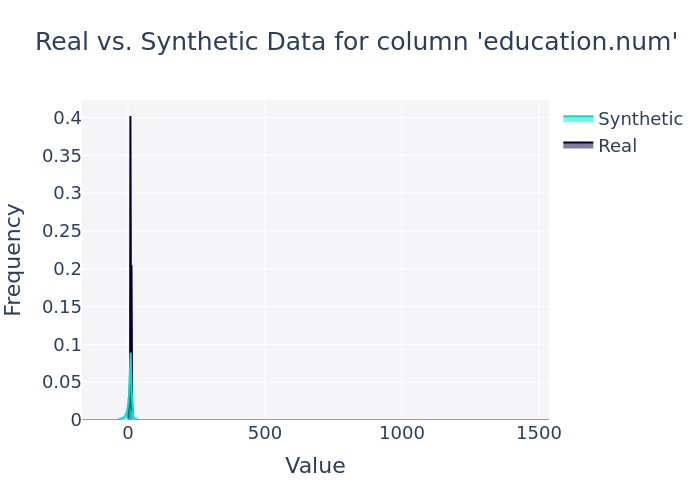 Real vs. Synthetic Data for column 'education.num'
Synthetic
Real
Frequency
0.4
0.35
0.3
0.25
0.2
0.15
0.1
0.05
0
0
500
1000
1500
Value